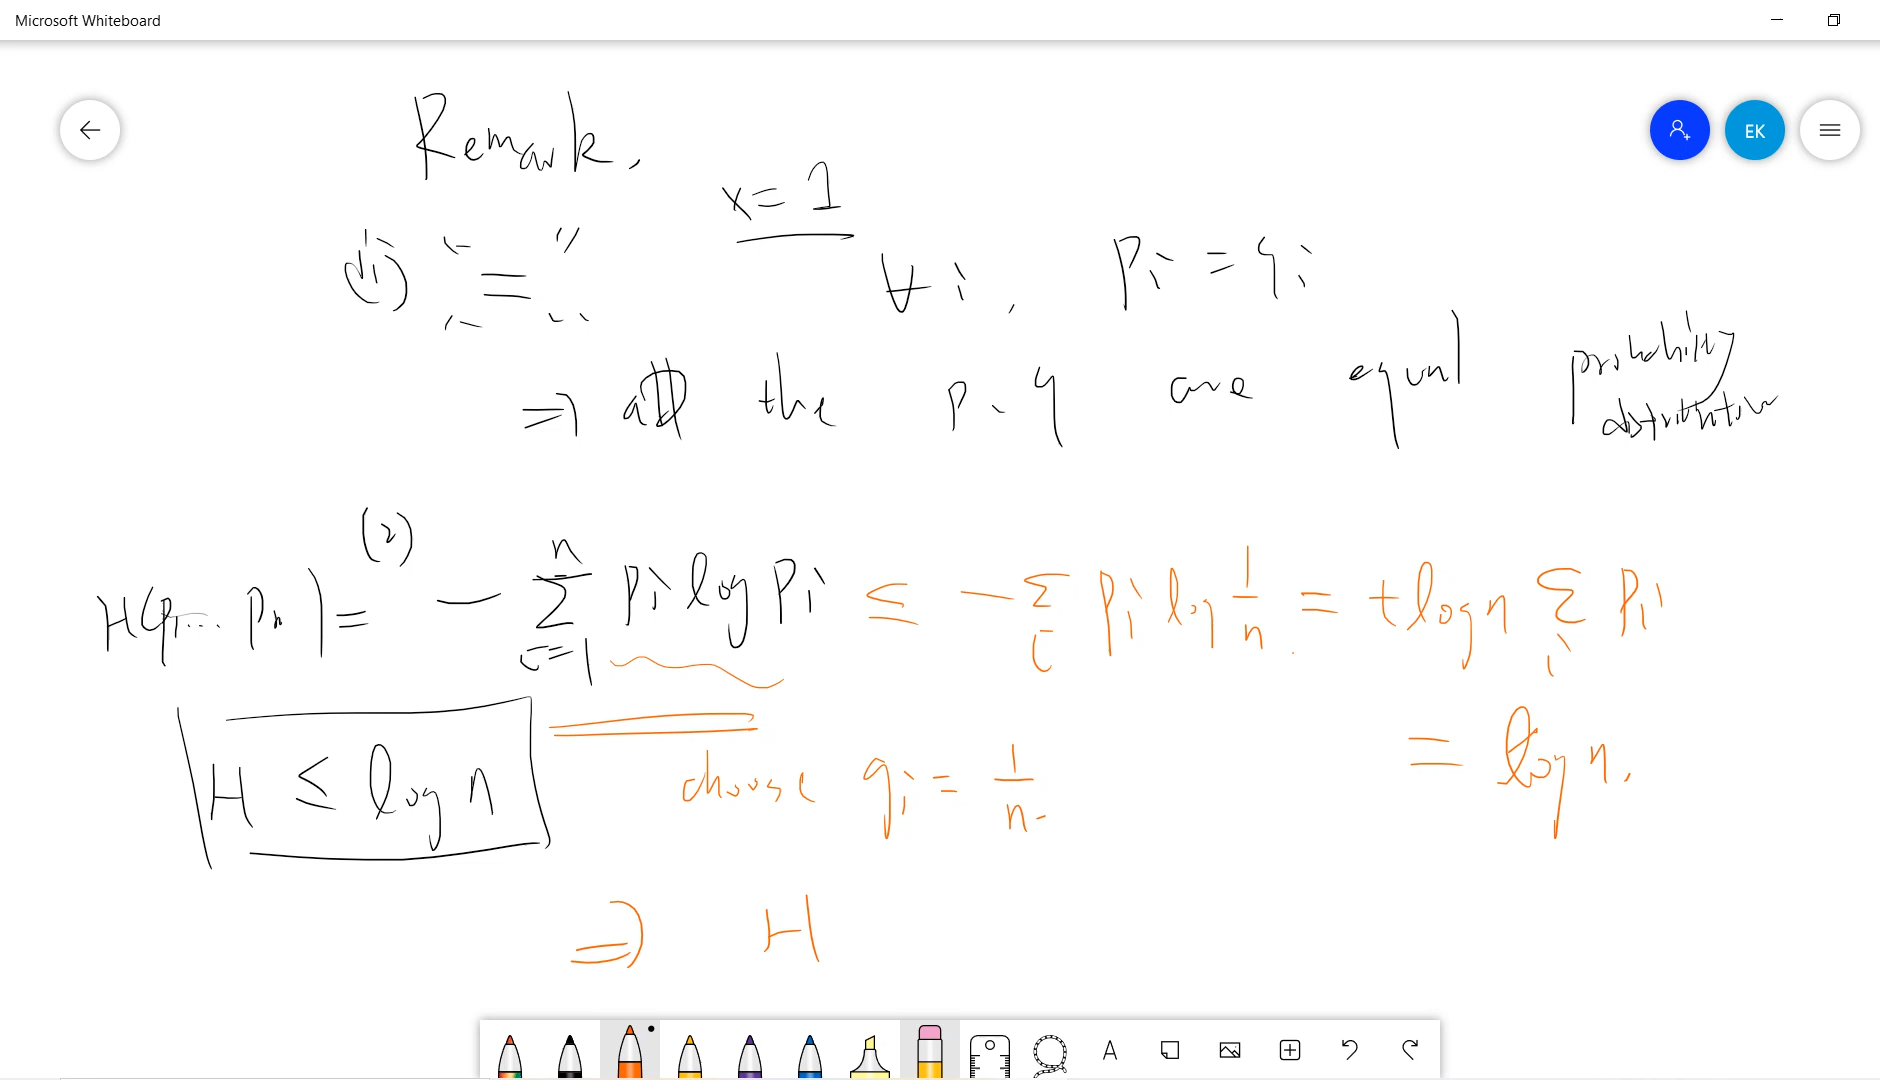 Microsoft Whiteboard
EK
Remark.
x = 1
(1) "=" ∀ i, Pi = qi
⇒ all the p. q are equal probability distribution
(2)
H(P1... Pn) = - Σ_{i=1}^{n} Pi log Pi ≤ - Σ_i Pi log 1/n = + log n Σ_i Pi
= log n.
H ≤ log n
choose qi = 1/n.
⇒ H
A